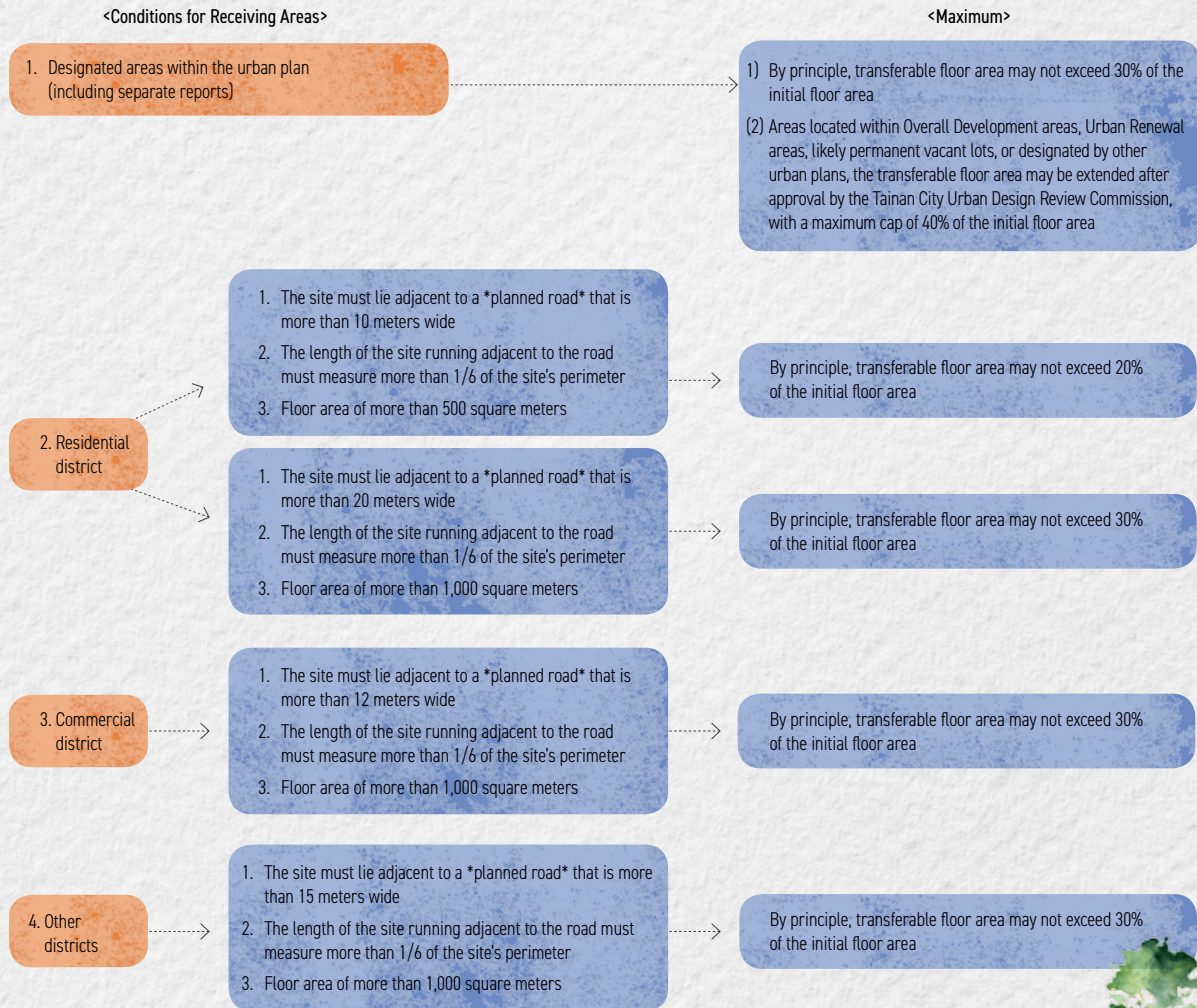 <Conditions for Receiving Areas>
<Maximum>
1. Designated areas within the urban plan
(including separate reports)
1) By principle, transferable floor area may not exceed 30% of the
initial floor area
(2) Areas located within Overall Development areas, Urban Renewal
areas, likely permanent vacant lots, or designated by other
urban plans, the transferable floor area may be extended after
approval by the Tainan City Urban Design Review Commission,
with a maximum cap of 40% of the initial floor area
2. Residential
district
1. The site must lie adjacent to a *planned road* that is
more than 10 meters wide
2. The length of the site running adjacent to the road
must measure more than 1/6 of the site's perimeter
3. Floor area of more than 500 square meters
By principle, transferable floor area may not exceed 20%
of the initial floor area
1. The site must lie adjacent to a *planned road* that is
more than 20 meters wide
2. The length of the site running adjacent to the road
must measure more than 1/6 of the site's perimeter
3. Floor area of more than 1,000 square meters
By principle, transferable floor area may not exceed 30%
of the initial floor area
3. Commercial
district
1. The site must lie adjacent to a *planned road* that is
more than 12 meters wide
2. The length of the site running adjacent to the road
must measure more than 1/6 of the site's perimeter
3. Floor area of more than 1,000 square meters
By principle, transferable floor area may not exceed 30%
of the initial floor area
4. Other
districts
1. The site must lie adjacent to a *planned road* that is more
than 15 meters wide
2. The length of the site running adjacent to the road must
measure more than 1/6 of the site's perimeter
3. Floor area of more than 1,000 square meters
By principle, transferable floor area may not exceed 30%
of the initial floor area